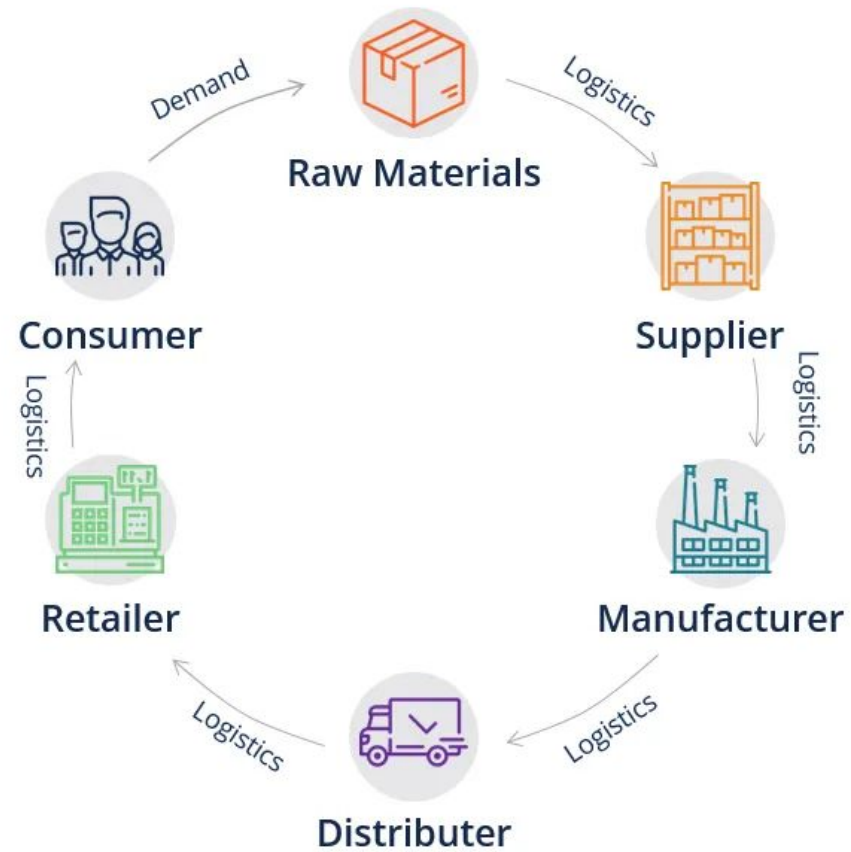 Demand
Raw Materials
Logistics
Supplier
Logistics
Manufacturer
Logistics
Distributer
Logistics
Retailer
Logistics
Consumer